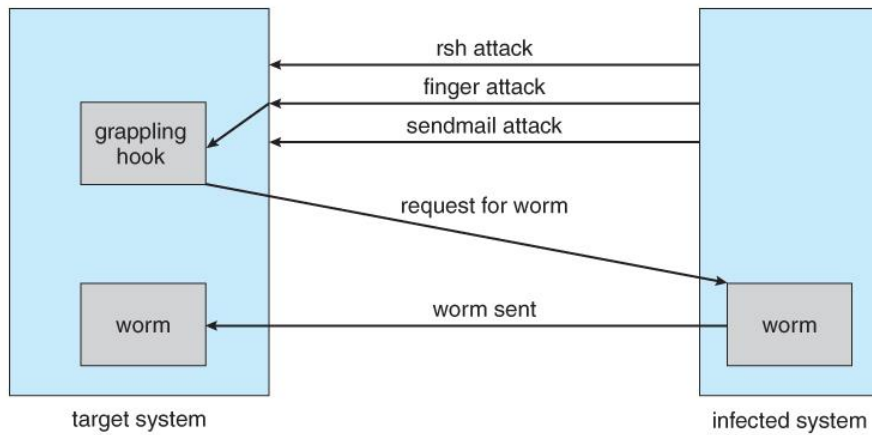 rsh attack
finger attack
grappling
hook
sendmail attack
request for worm
worm
worm sent
worm
target system
infected system